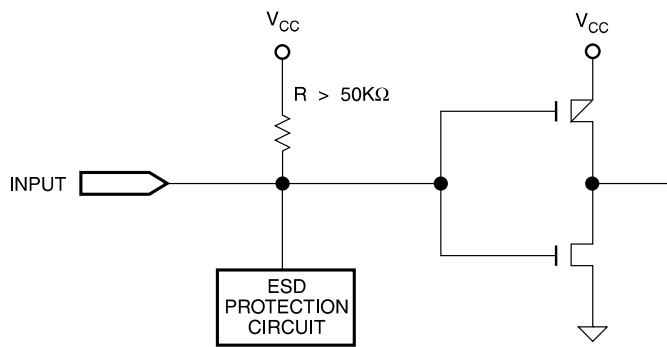 VCC
VCC
R > 50KΩ
INPUT
ESD
PROTECTION
CIRCUIT